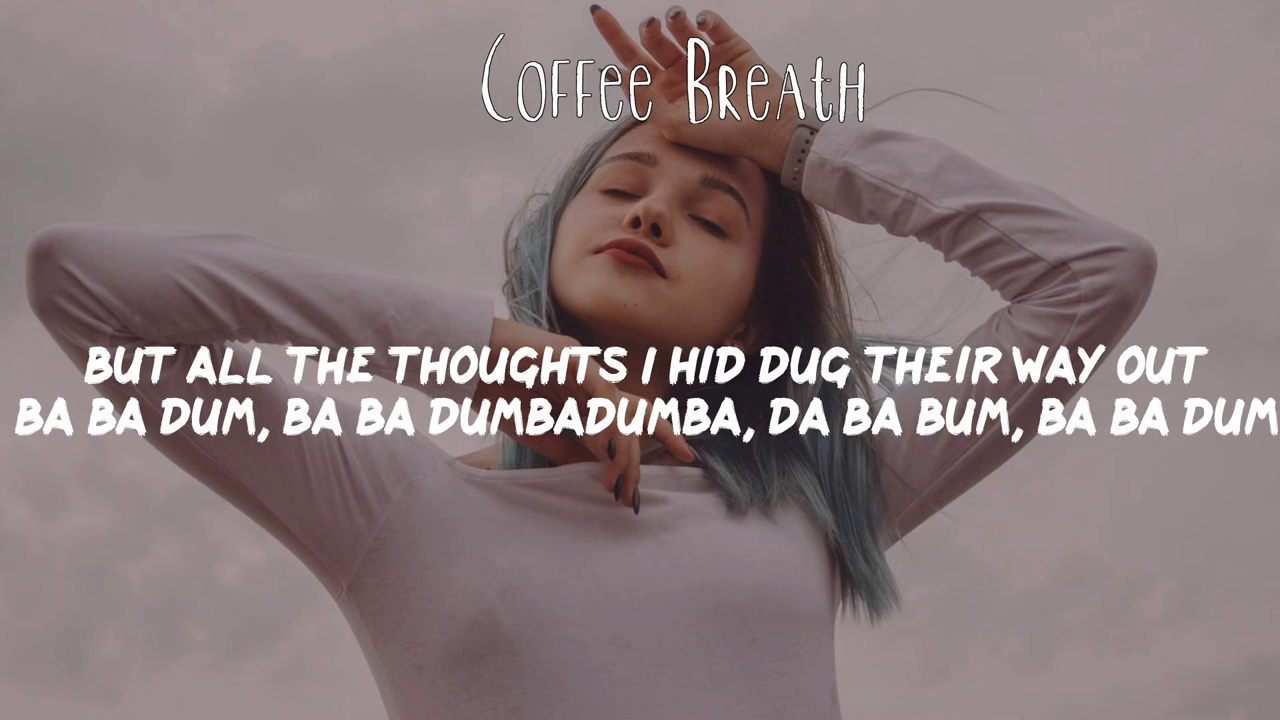 Coffee Breath
BUT ALL THE THOUGHTS I HID DUG THEIR WAY OUT
BA BA DUM, BA BA DUMBADUMBA, DA BA BUM, BA BA DUM